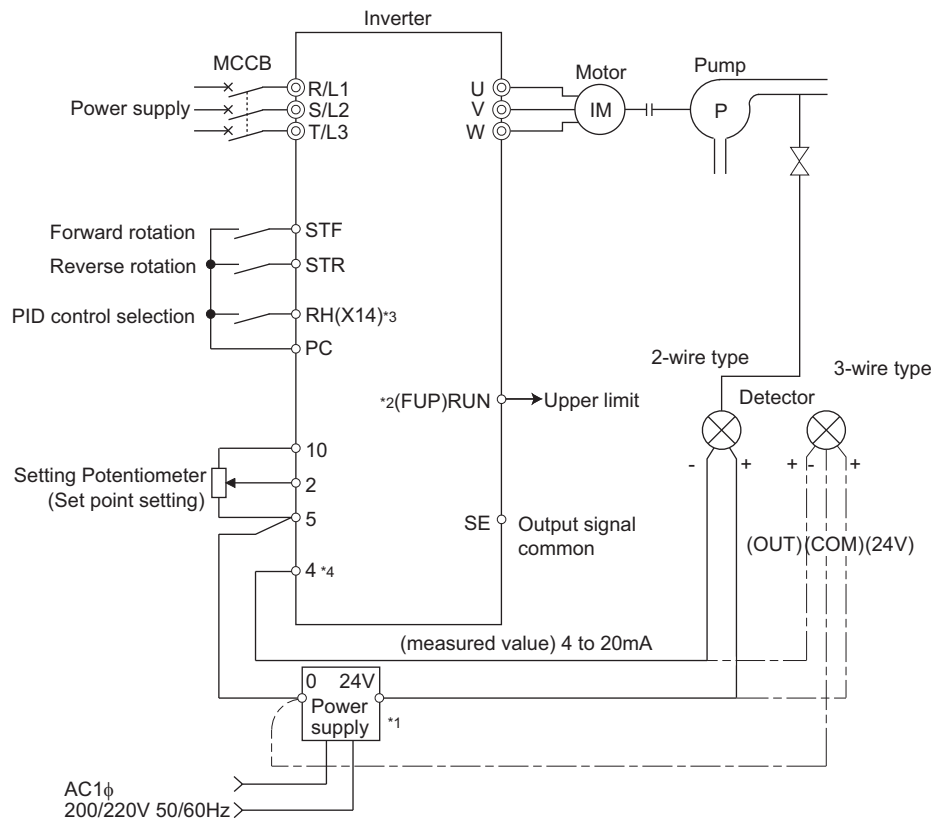 Inverter
MCCB
R/L1
Power supply
S/L2
T/L3
U
V
W
Motor
IM
Pump
P
Forward rotation
STF
Reverse rotation
STR
PID control selection
RH(X14)*3
PC
*2(FUP)RUN
Upper limit
2-wire type
3-wire type
Detector
- +
+ - +
10
Setting Potentiometer
(Set point setting)
2
5
SE
Output signal
common
(OUT)(COM)(24V)
4 *4
(measured value) 4 to 20mA
0 24V
Power
supply
*1
AC1ϕ
200/220V 50/60Hz